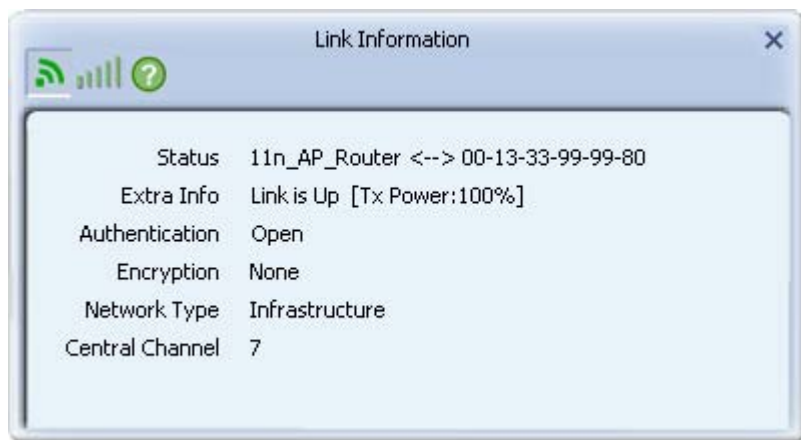 Link Information
Status 11n_AP_Router <--> 00-13-33-99-99-80
Extra Info Link is Up [Tx Power:100%]
Authentication Open
Encryption None
Network Type Infrastructure
Central Channel 7